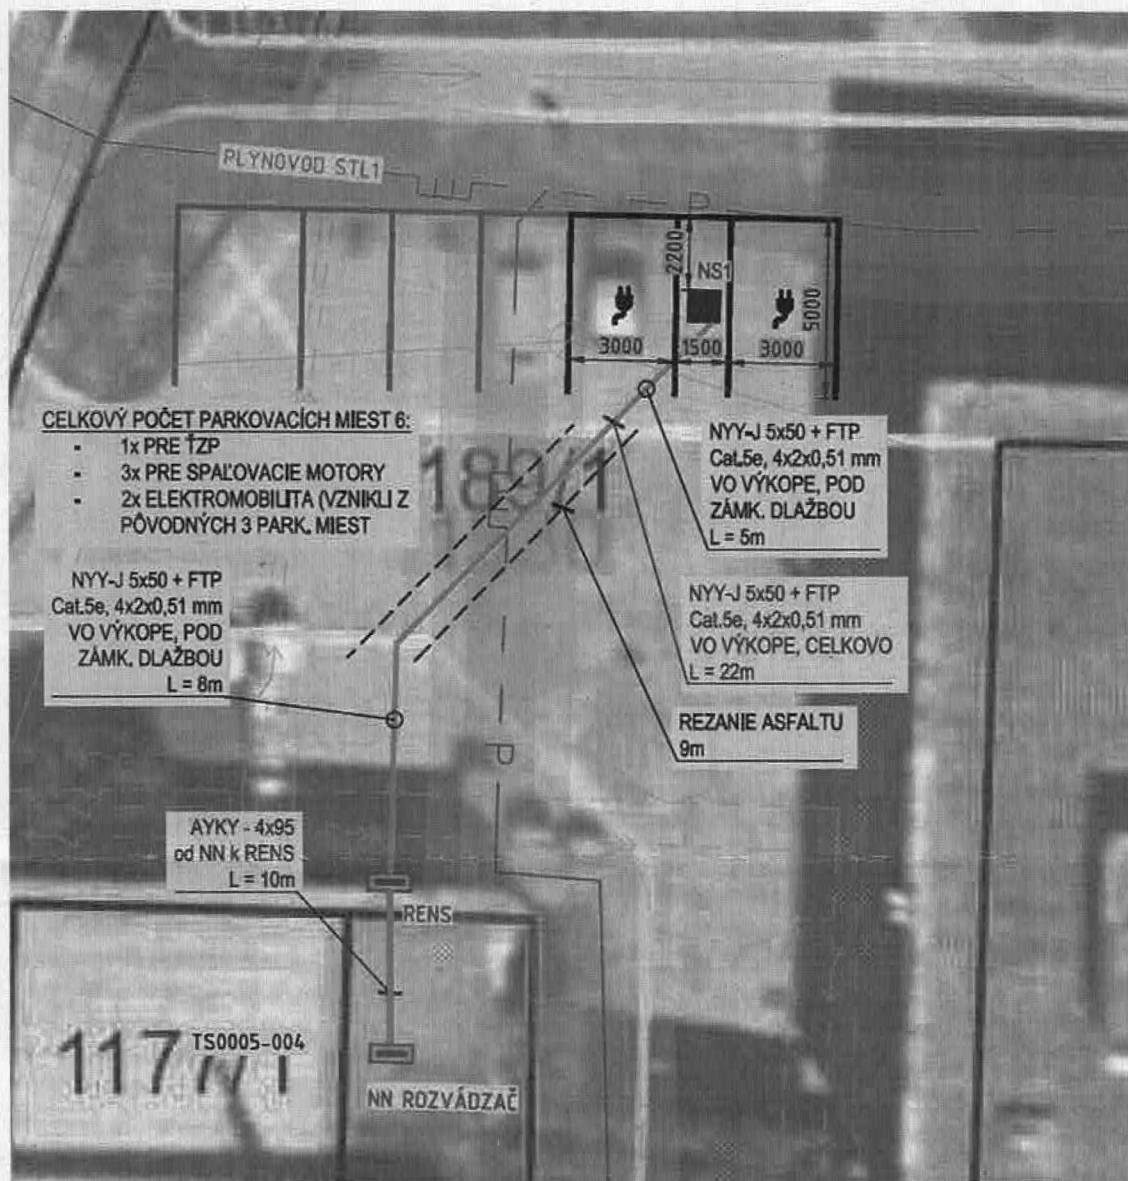 PLYNOVOD STL1
P
2200
NS1
5000
3000
1500
3000
CELKOVÝ POČET PARKOVACÍCH MIEST 6:
- 1x PRE ŤZP
- 3x PRE SPAĽOVACIE MOTORY
- 2x ELEKTROMOBILITA (VZNIKLI Z
PÔVODNÝCH 3 PARK. MIEST
189/1
NYY-J 5x50 + FTP
Cat.5e, 4x2x0,51 mm
VO VÝKOPE, POD
ZÁMK. DLAŽBOU
L = 5m
NYY-J 5x50 + FTP
Cat.5e, 4x2x0,51 mm
VO VÝKOPE, POD
ZÁMK. DLAŽBOU
L = 8m
NYY-J 5x50 + FTP
Cat.5e, 4x2x0,51 mm
VO VÝKOPE, CELKOVO
L = 22m
REZANIE ASFALTU
9m
P
AYKY - 4x95
od NN k RENS
L = 10m
RENS
TS0005-004
NN ROZVÁDZAČ